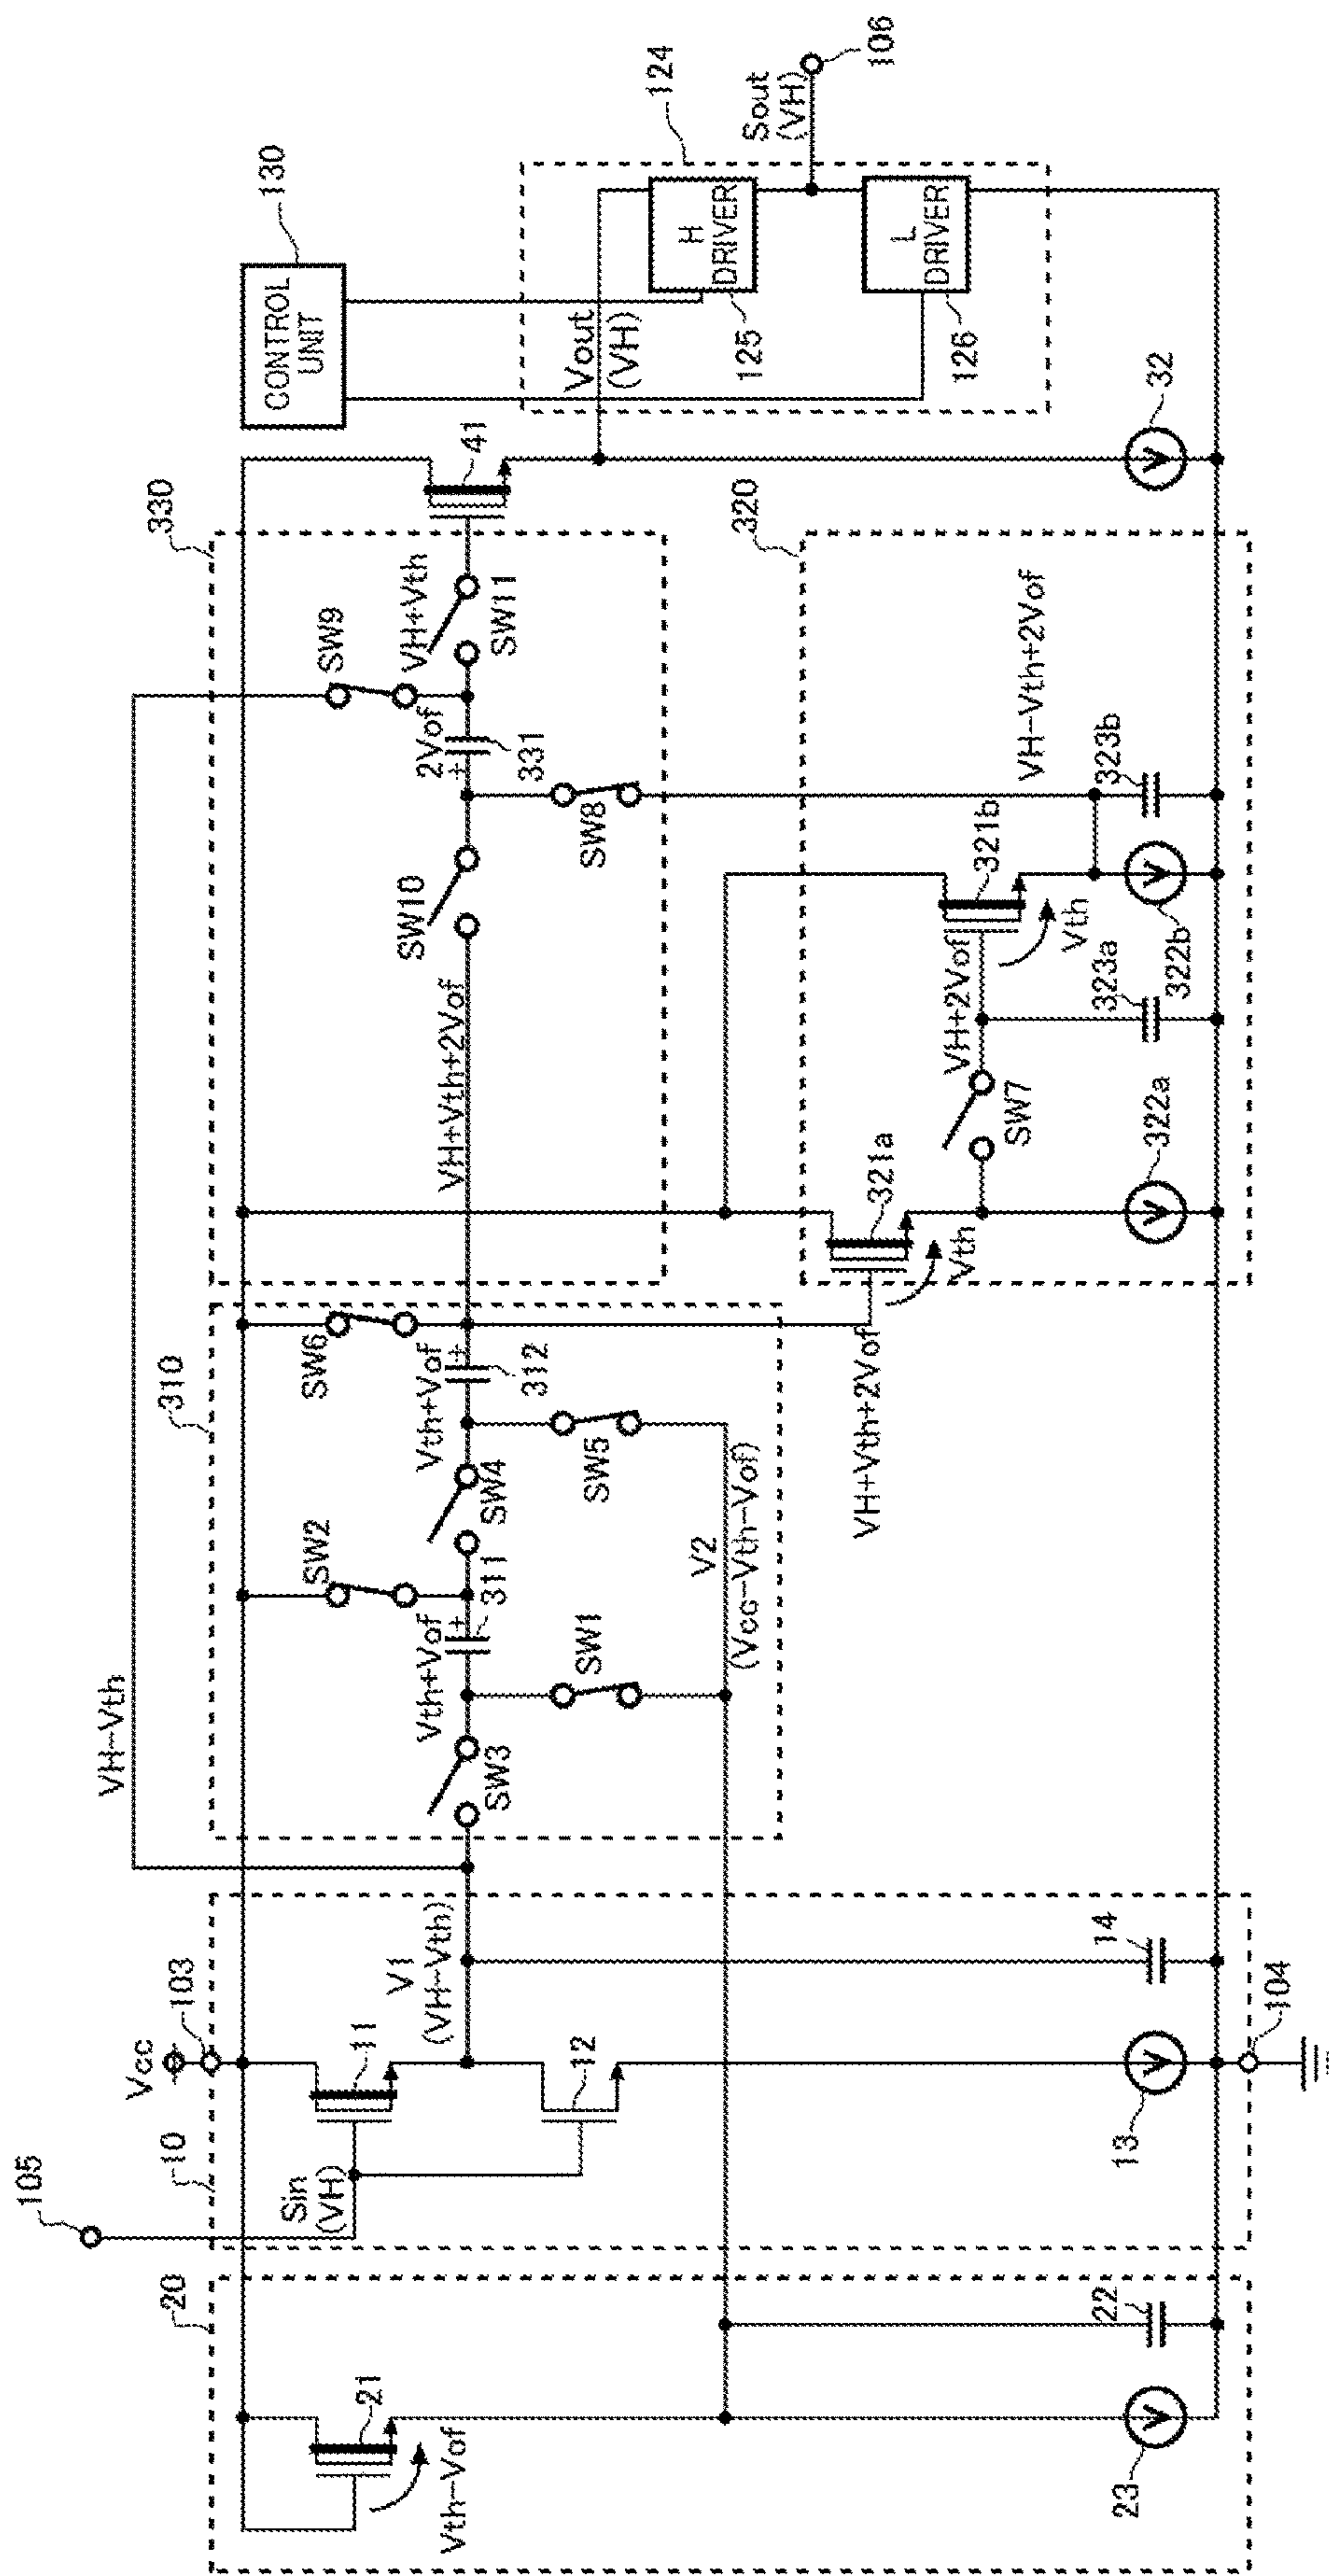 105
Vcc
103
10
20
Sin
(VH)
11
V1
(VH-Vth)
12
13
14
104
21
Vth-Vof
22
23
VH-Vth
310
SW3
Vth+Vof
+
311
SW1
SW2
SW4
Vth+Vof
+
312
SW5
SW6
V2
(Vcc-Vth-Vof)
VH+Vth+2Vof
330
VH+Vth+2Vof
SW10
2Vof
+
331
SW8
SW9
VH+Vth
SW11
41
320
321a
Vth
322a
SW7
VH+2Vof
323a
321b
Vth
322b
VH-Vth+2Vof
323b
32
CONTROL
UNIT
130
Vout
(VH)
124
H
DRIVER
125
L
DRIVER
126
Sout
(VH)
106